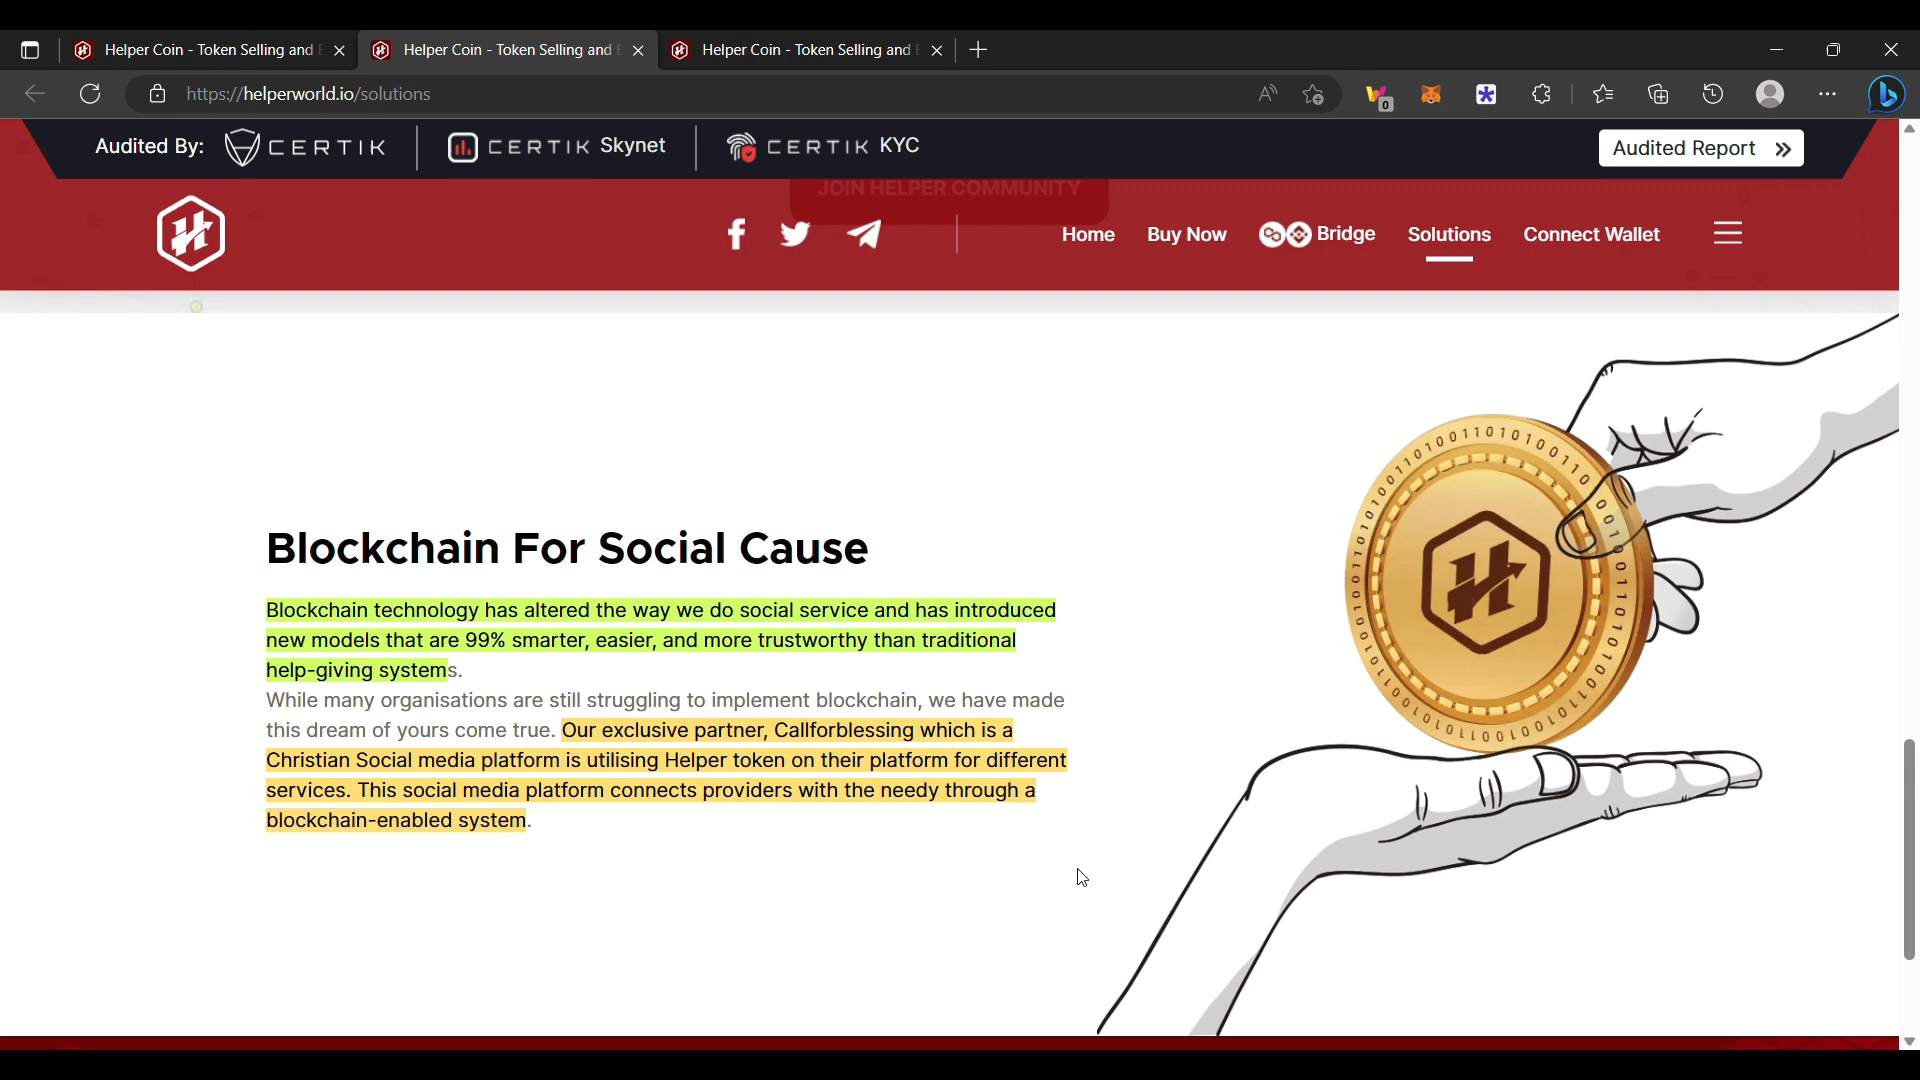 Helper Coin - Token Selling and
Helper Coin - Token Selling and
Helper Coin - Token Selling and
https://helperworld.io/solutions
0
Audited By: CERTIK CERTIK Skynet CERTIK KYC Audited Report
JOIN HELPER COMMUNITY
Home Buy Now Bridge Solutions Connect Wallet
Blockchain For Social Cause
Blockchain technology has altered the way we do social service and has introduced
new models that are 99% smarter, easier, and more trustworthy than traditional
help-giving systems.
While many organisations are still struggling to implement blockchain, we have made
this dream of yours come true. Our exclusive partner, Callforblessing which is a
Christian Social media platform is utilising Helper token on their platform for different
services. This social media platform connects providers with the needy through a
blockchain-enabled system.